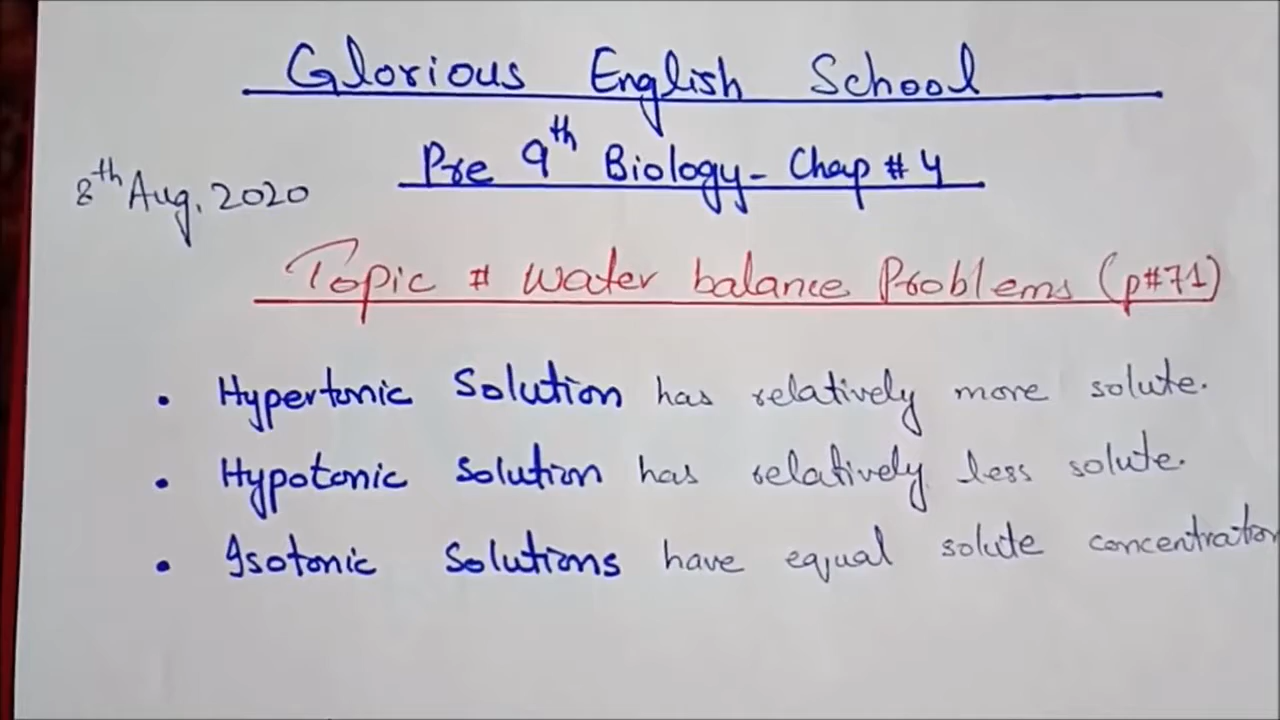 Glorious English School
Pre 9th Biology - Chap # 4
8th Aug, 2020
Topic # Water balance Problems (p#71)
• Hypertonic Solution has relatively more solute.
• Hypotonic Solution has relatively less solute.
• Isotonic Solutions have equal solute concentration